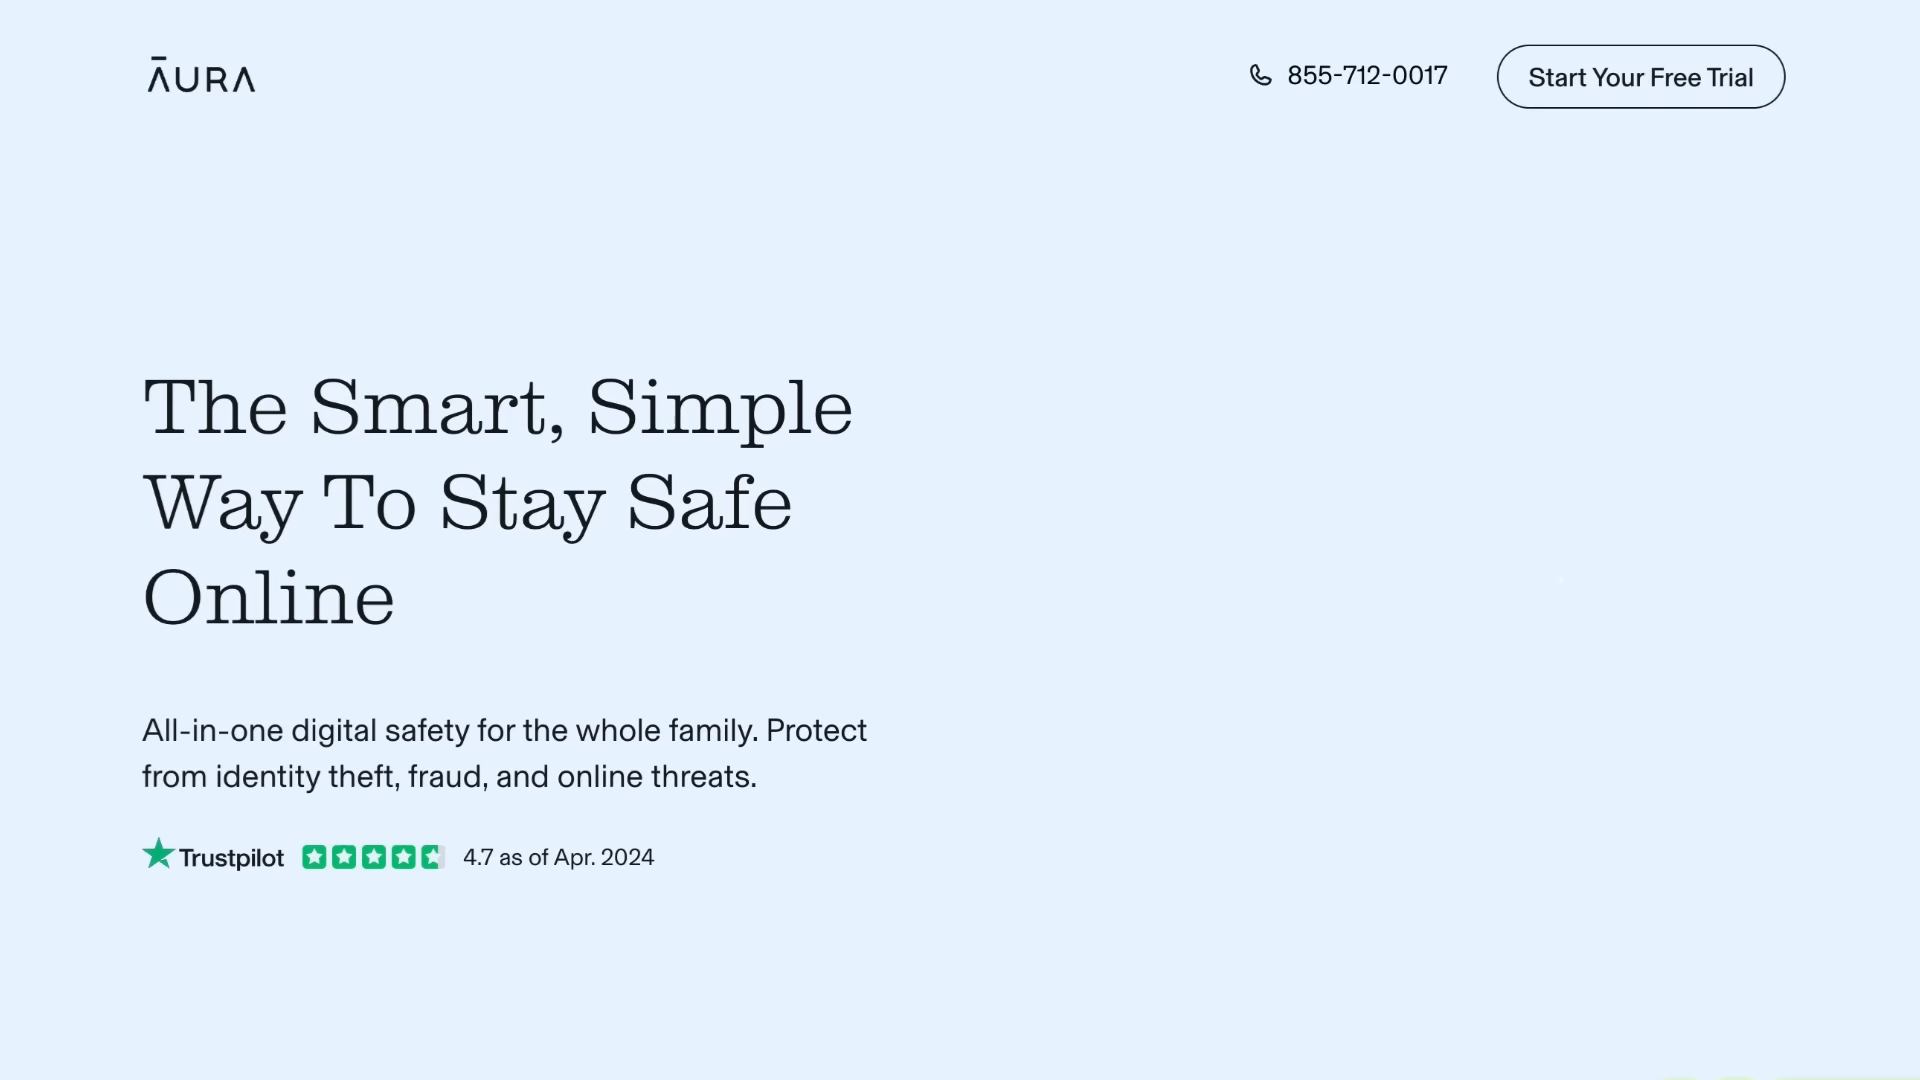 ĀURA
855-712-0017
Start Your Free Trial
The Smart, Simple
Way To Stay Safe
Online
All-in-one digital safety for the whole family. Protect
from identity theft, fraud, and online threats.
Trustpilot 4.7 as of Apr. 2024